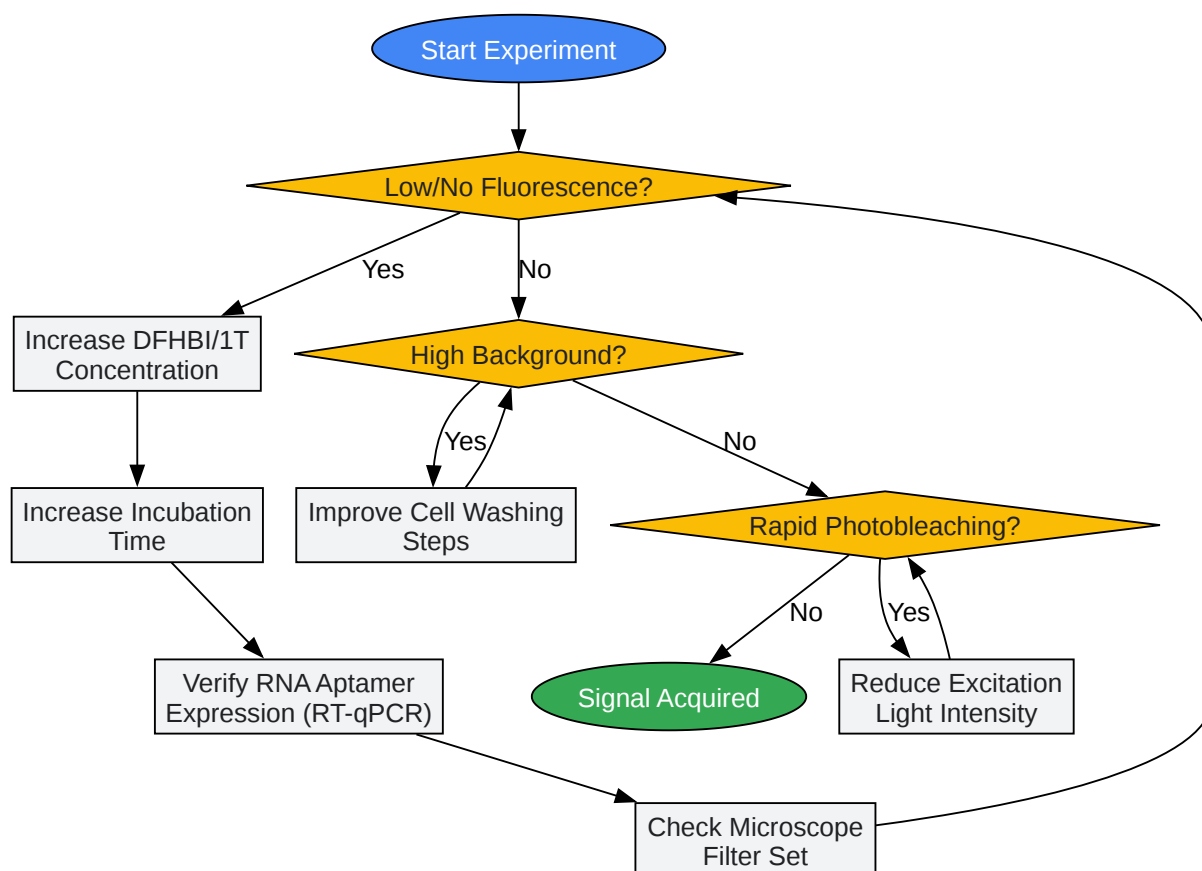 Start Experiment
Low/No Fluorescence?
Yes
No
Increase DFHBI/1T
Concentration
High Background?
Yes
No
Increase Incubation
Time
Improve Cell Washing
Steps
Rapid Photobleaching?
No
Yes
Verify RNA Aptamer
Expression (RT-qPCR)
Signal Acquired
Reduce Excitation
Light Intensity
Check Microscope
Filter Set